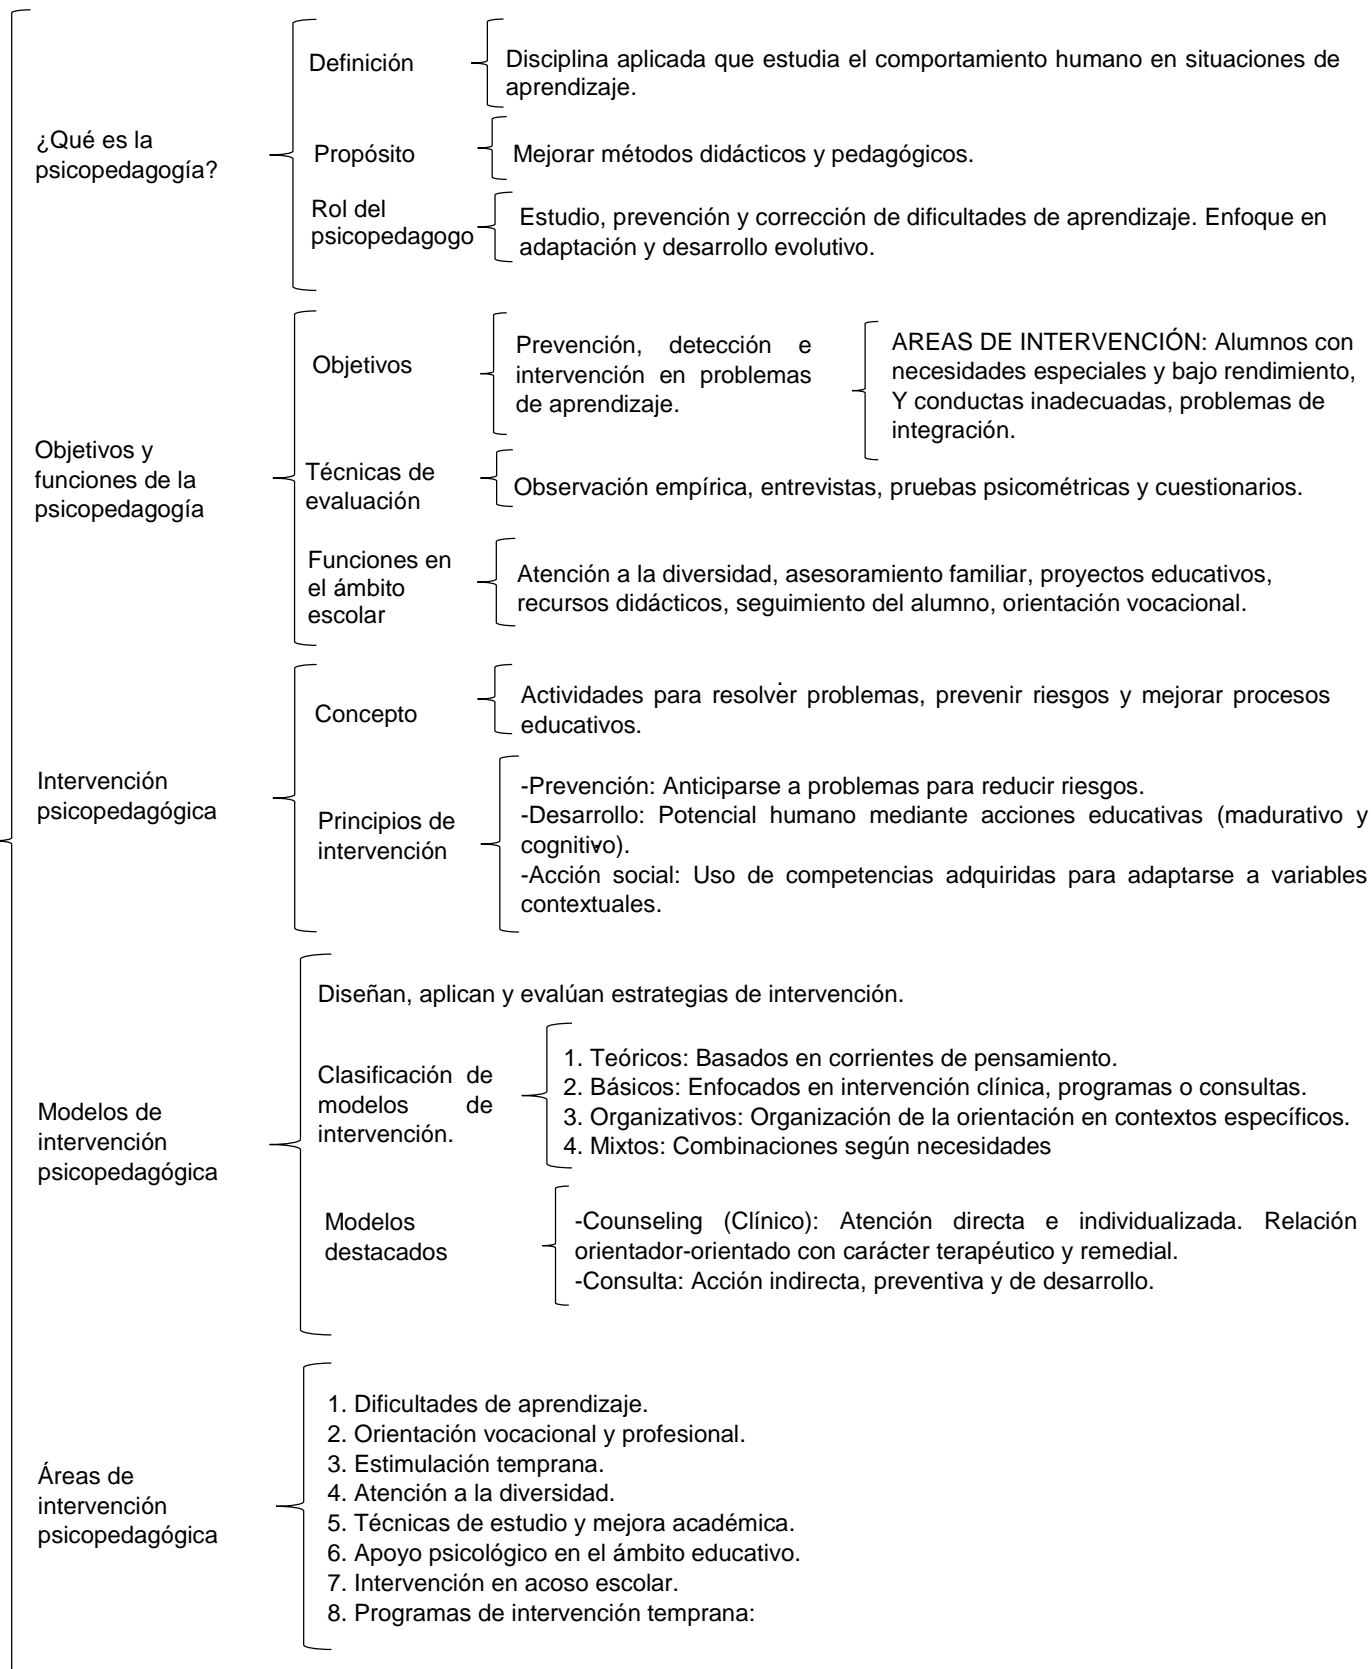 ¿Qué es la
psicopedagogía?
Definición
Disciplina aplicada que estudia el comportamiento humano en situaciones de
aprendizaje.
Propósito
Mejorar métodos didácticos y pedagógicos.
Rol del
psicopedagogo
Estudio, prevención y corrección de dificultades de aprendizaje. Enfoque en
adaptación y desarrollo evolutivo.
Objetivos y
funciones de la
psicopedagogía
Objetivos
Prevención, detección e
intervención en problemas
de aprendizaje.
AREAS DE INTERVENCIÓN: Alumnos con
necesidades especiales y bajo rendimiento,
Y conductas inadecuadas, problemas de
integración.
Técnicas de
evaluación
Observación empírica, entrevistas, pruebas psicométricas y cuestionarios.
Funciones en
el ámbito
escolar
Atención a la diversidad, asesoramiento familiar, proyectos educativos,
recursos didácticos, seguimiento del alumno, orientación vocacional.
Intervención
psicopedagógica
Concepto
Actividades para resolver problemas, prevenir riesgos y mejorar procesos
educativos.
Principios de
intervención
-Prevención: Anticiparse a problemas para reducir riesgos.
-Desarrollo: Potencial humano mediante acciones educativas (madurativo y
cognitivo).
-Acción social: Uso de competencias adquiridas para adaptarse a variables
contextuales.
Modelos de
intervención
psicopedagógica
Diseñan, aplican y evalúan estrategias de intervención.
Clasificación de
modelos de
intervención.
1. Teóricos: Basados en corrientes de pensamiento.
2. Básicos: Enfocados en intervención clínica, programas o consultas.
3. Organizativos: Organización de la orientación en contextos específicos.
4. Mixtos: Combinaciones según necesidades
Modelos
destacados
-Counseling (Clínico): Atención directa e individualizada. Relación
orientador-orientado con carácter terapéutico y remedial.
-Consulta: Acción indirecta, preventiva y de desarrollo.
Áreas de
intervención
psicopedagógica
1. Dificultades de aprendizaje.
2. Orientación vocacional y profesional.
3. Estimulación temprana.
4. Atención a la diversidad.
5. Técnicas de estudio y mejora académica.
6. Apoyo psicológico en el ámbito educativo.
7. Intervención en acoso escolar.
8. Programas de intervención temprana: